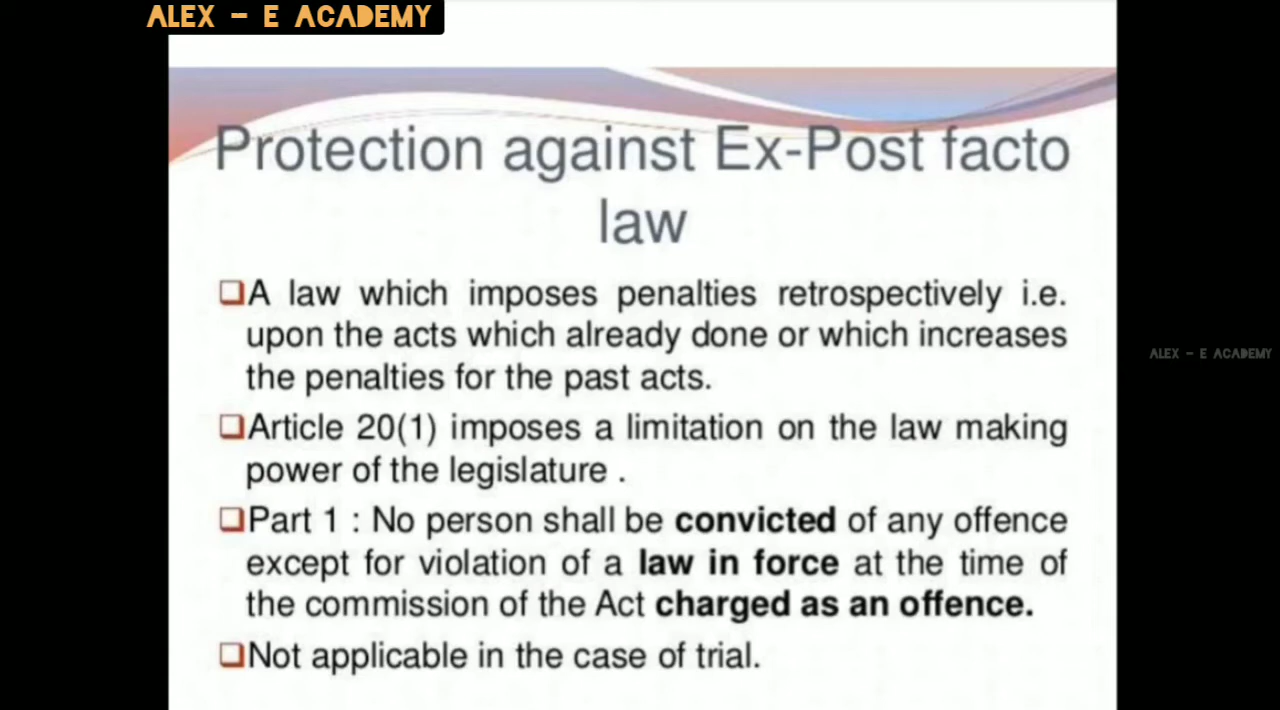 ALEX - E ACADEMY
Protection against Ex-Post facto
law
A law which imposes penalties retrospectively i.e.
upon the acts which already done or which increases
the penalties for the past acts.
Article 20(1) imposes a limitation on the law making
power of the legislature .
Part 1 : No person shall be convicted of any offence
except for violation of a law in force at the time of
the commission of the Act charged as an offence.
Not applicable in the case of trial.
ALEX - E ACADEMY